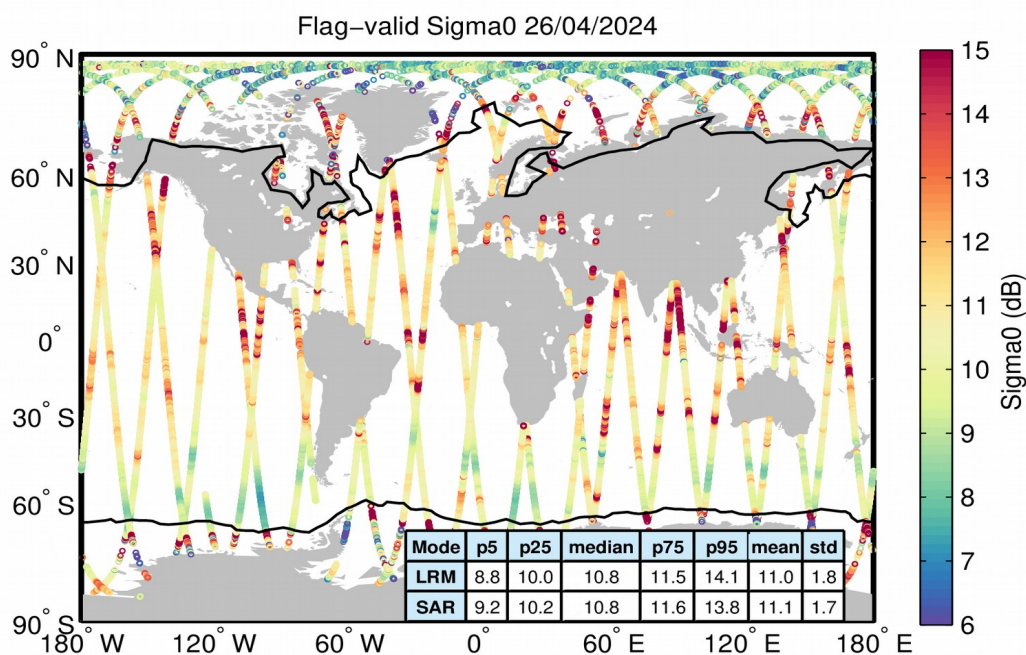 Flag−valid Sigma0 26/04/2024
90° N
60° N
30° N
0°
30° S
60° S
90° S
180° W
120° W
60° W
0°
60° E
120° E
180° E
15
14
13
12
11
10
9
8
7
6
Sigma0 (dB)
Mode p5 p25 median p75 p95 mean std
LRM 8.8 10.0 10.8 11.5 14.1 11.0 1.8
SAR 9.2 10.2 10.8 11.6 13.8 11.1 1.7